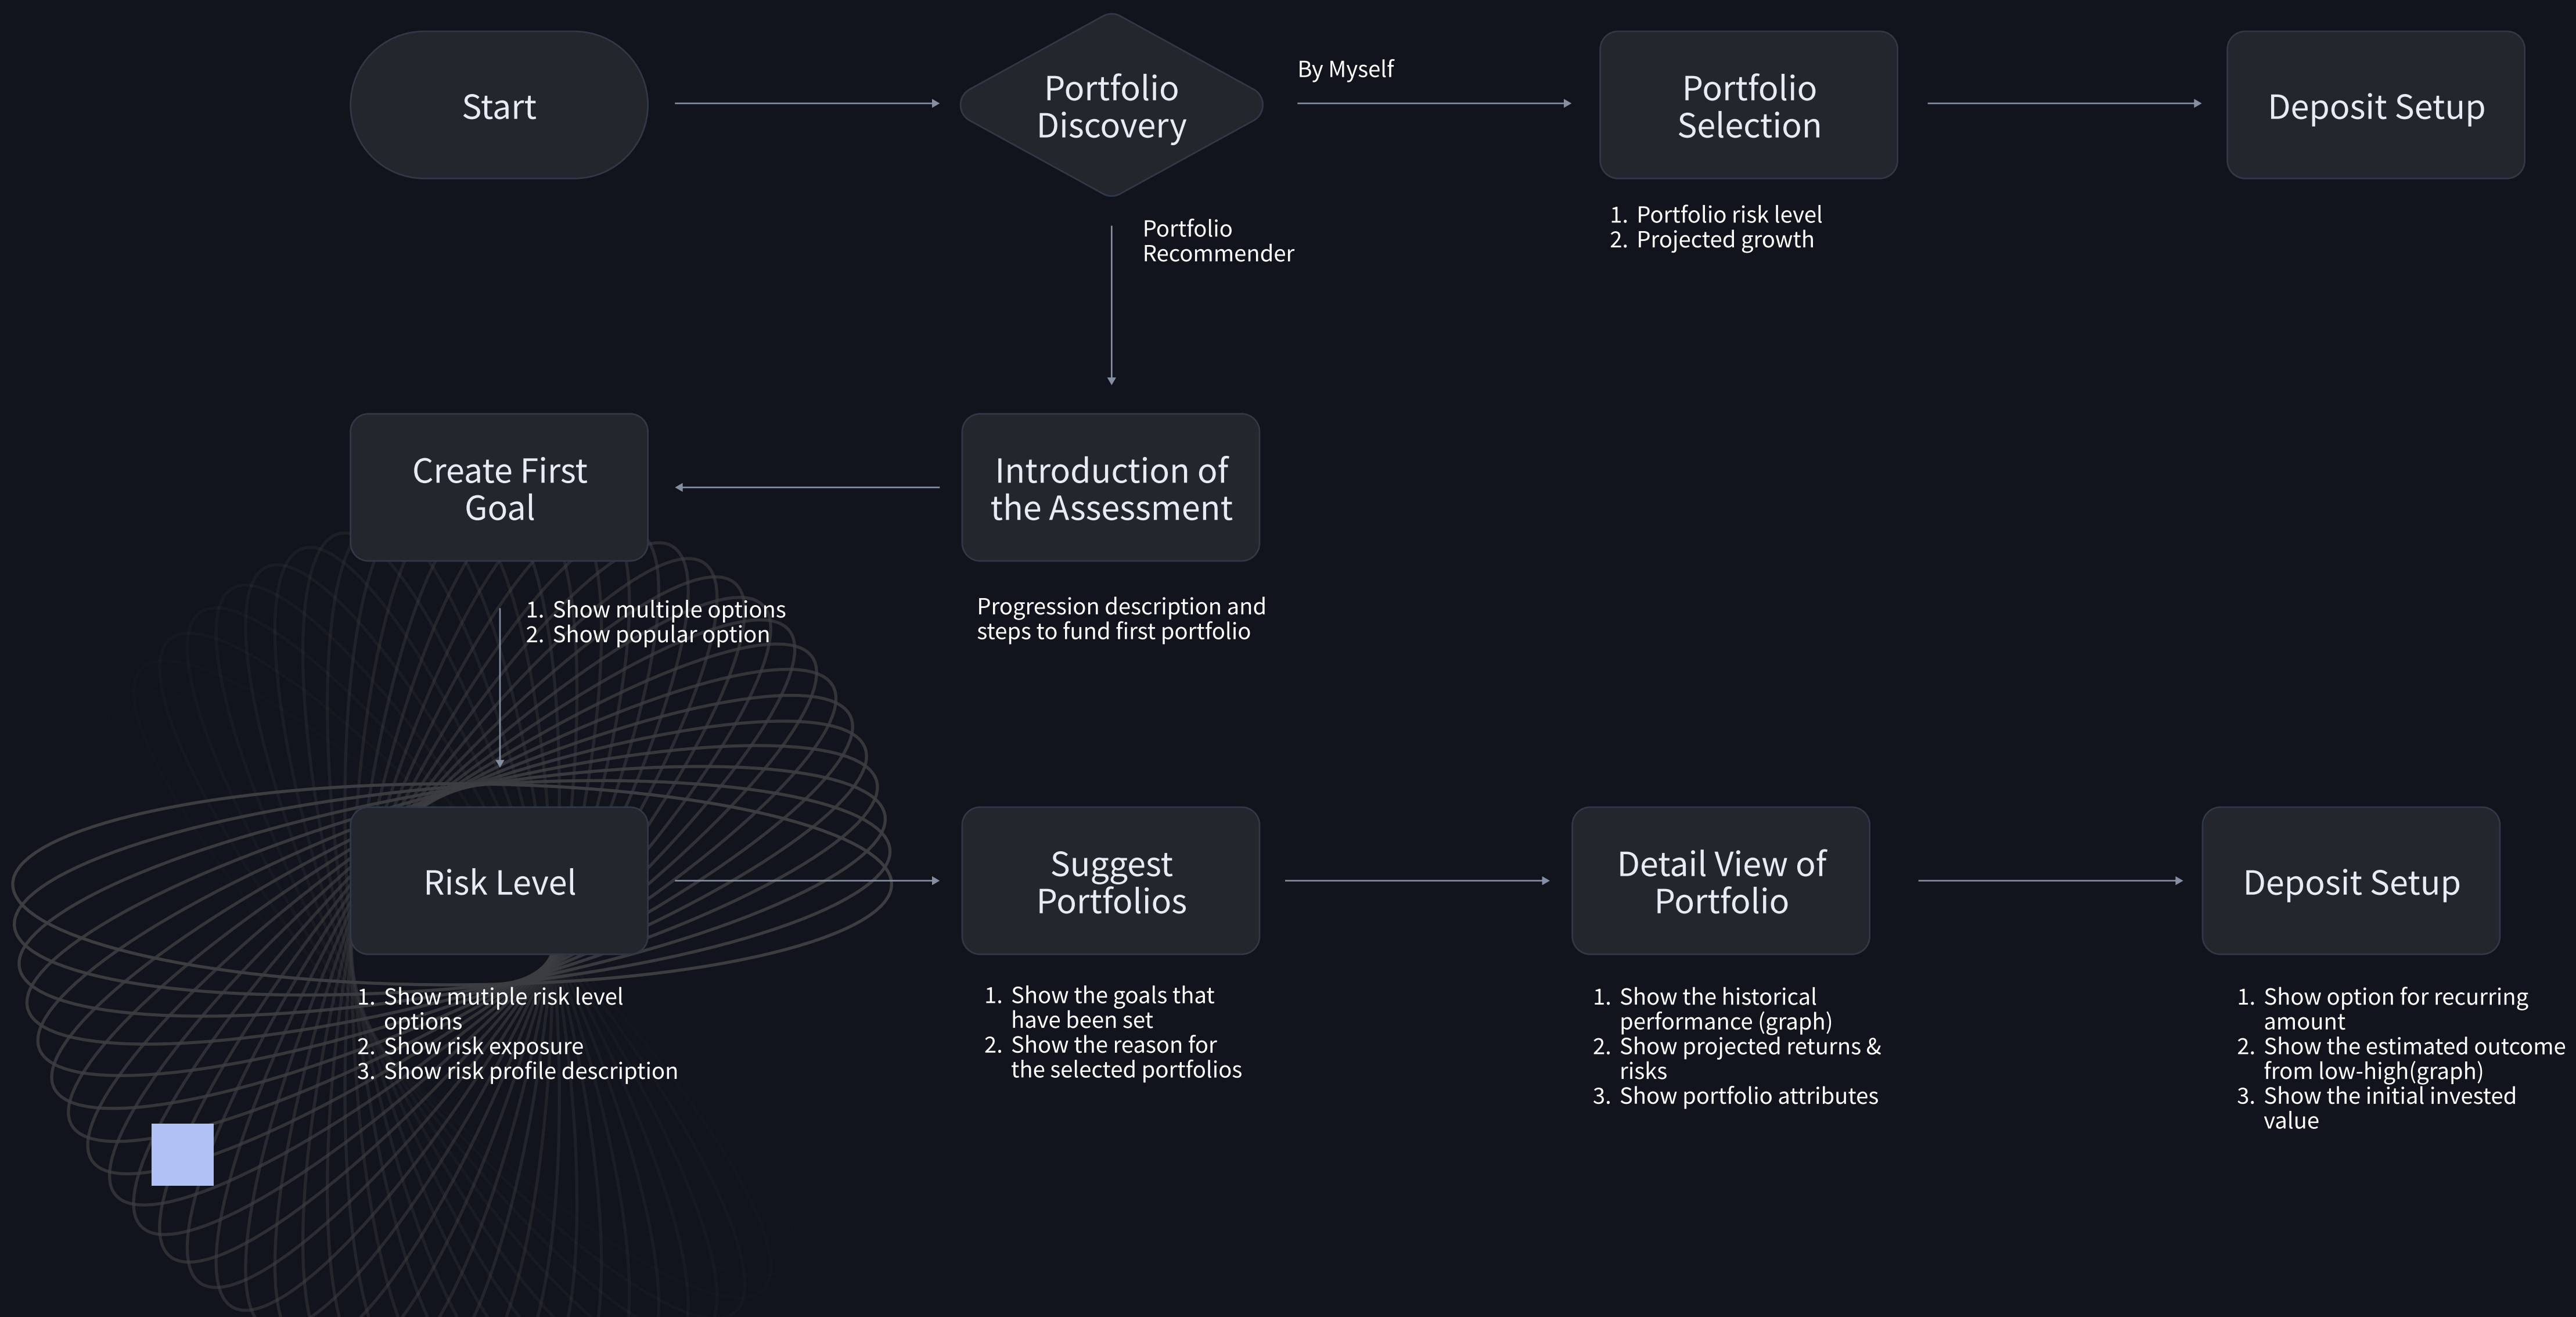 Start
Portfolio
Discovery
By Myself
Portfolio
Selection
Deposit Setup
1. Portfolio risk level
2. Projected growth
Portfolio
Recommender
Create First
Goal
Introduction of
the Assessment
1. Show multiple options
2. Show popular option
Progression description and
steps to fund first portfolio
Risk Level
Suggest
Portfolios
Detail View of
Portfolio
Deposit Setup
1. Show mutiple risk level
options
2. Show risk exposure
3. Show risk profile description
1. Show the goals that
have been set
2. Show the reason for
the selected portfolios
1. Show the historical
performance (graph)
2. Show projected returns &
risks
3. Show portfolio attributes
1. Show option for recurring
amount
2. Show the estimated outcome
from low-high(graph)
3. Show the initial invested
value